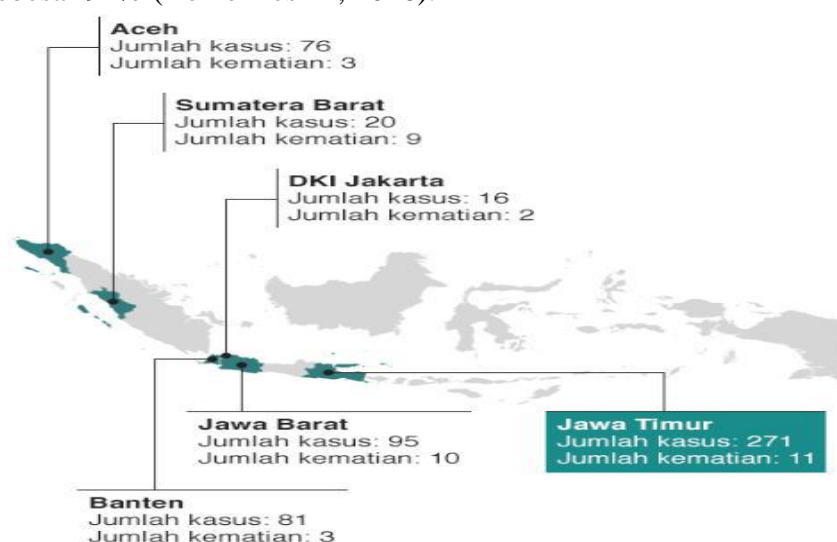 Aceh
Jumlah kasus: 76
Jumlah kematian: 3
Sumatera Barat
Jumlah kasus: 20
Jumlah kematian: 9
DKI Jakarta
Jumlah kasus: 16
Jumlah kematian: 2
Jawa Barat
Jumlah kasus: 95
Jumlah kematian: 10
Jawa Timur
Jumlah kasus: 271
Jumlah kematian: 11
Banten
Jumlah kasus: 81
Jumlah kematian: 3